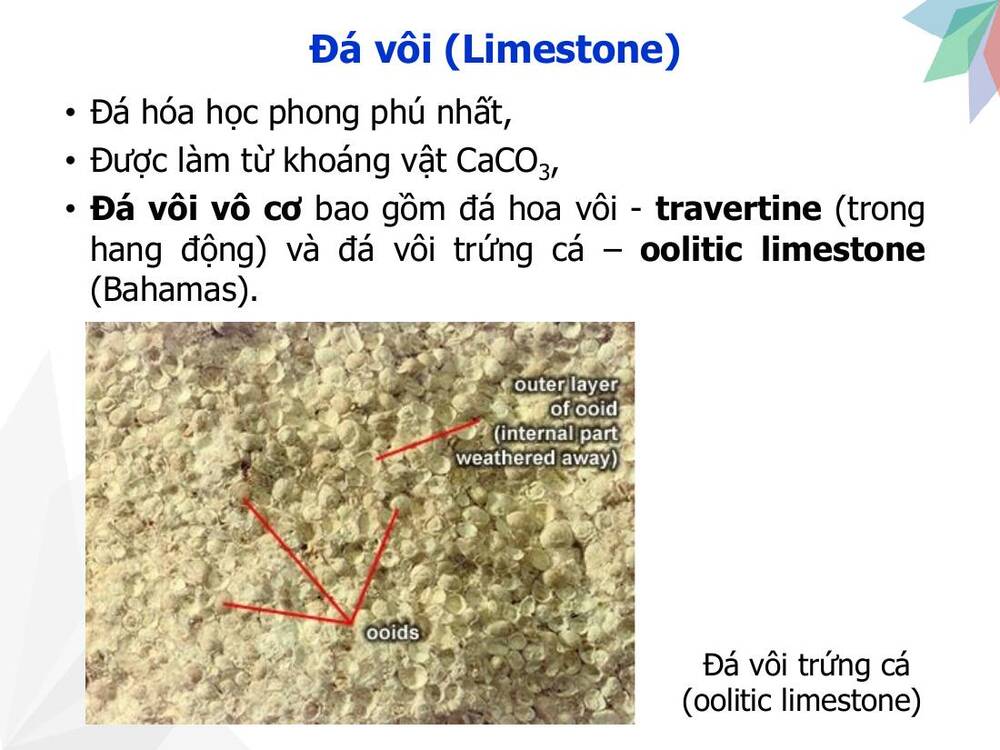 Đá vôi (Limestone)
• Đá hóa học phong phú nhất,
• Được làm từ khoáng vật CaCO₃,
• Đá vôi vô cơ bao gồm đá hoa vôi - travertine (trong
hang động) và đá vôi trứng cá – oolitic limestone
(Bahamas).
outer layer
of ooid
(internal part
weathered away)
ooids
Đá vôi trứng cá
(oolitic limestone)